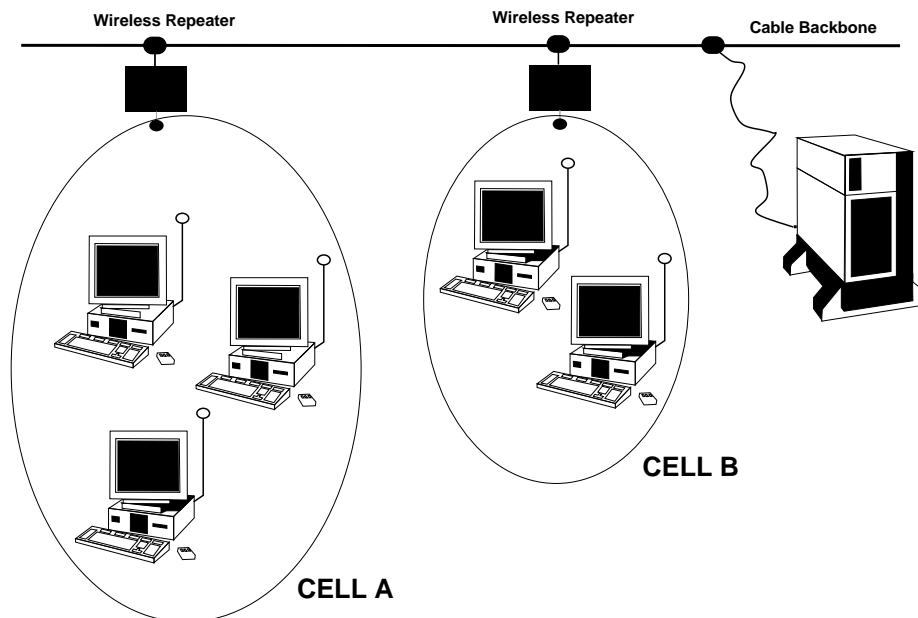 Wireless Repeater
Wireless Repeater
Cable Backbone
CELL B
CELL A